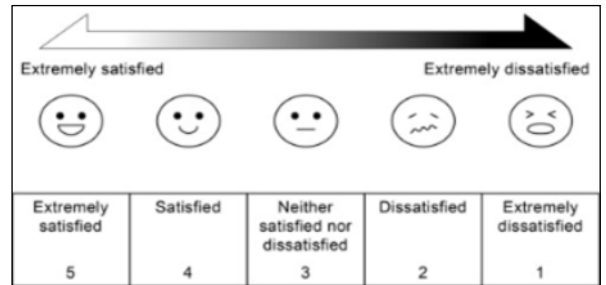 Extremely satisfied
Extremely dissatisfied
Extremely
satisfied
5
Satisfied
4
Neither
satisfied nor
dissatisfied
3
Dissatisfied
2
Extremely
dissatisfied
1